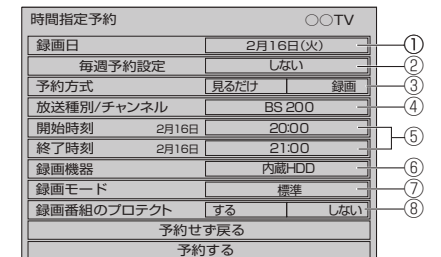 時間指定予約 ○○TV
録画日 2月16日(火) ①
毎週予約設定 しない ②
予約方式 見るだけ 録画 ③
放送種別/チャンネル BS 200 ④
開始時刻 2月16日 20:00 ⑤
終了時刻 2月16日 21:00
録画機器 内蔵HDD ⑥
録画モード 標準 ⑦
録画番組のプロテクト する しない ⑧
予約せず戻る
予約する